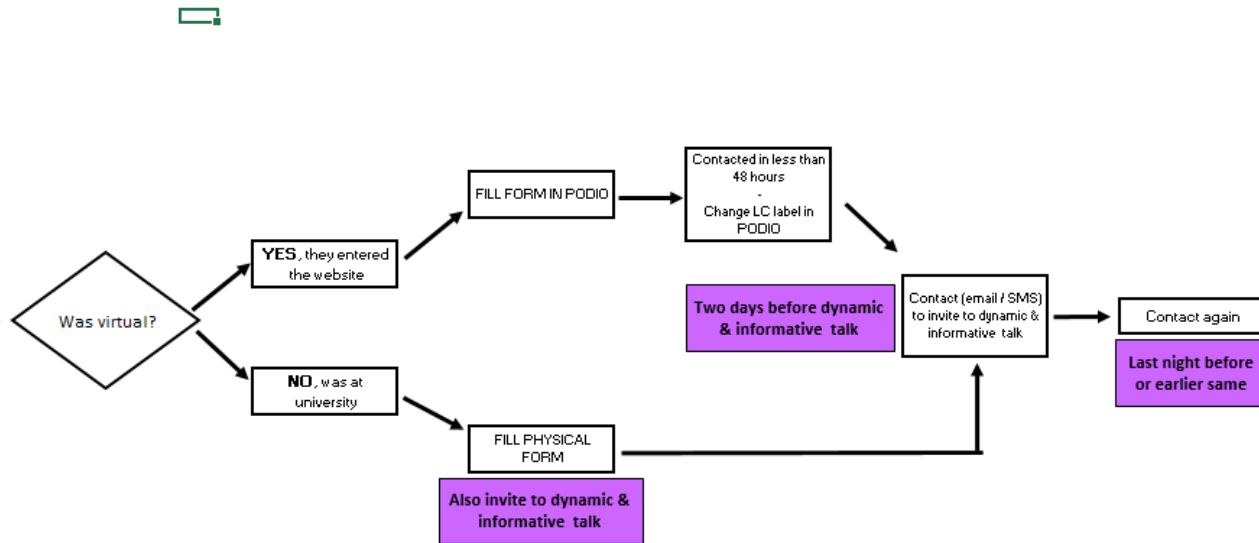 Was virtual?
YES, they entered
the website
FILL FORM IN PODIO
Contacted in less than
48 hours
-
Change LC label in
PODIO
Two days before dynamic
& informative talk
Contact (email / SMS)
to invite to dynamic &
informative talk
Contact again
Last night before
or earlier same
NO, was at
university
FILL PHYSICAL
FORM
Also invite to dynamic &
informative talk